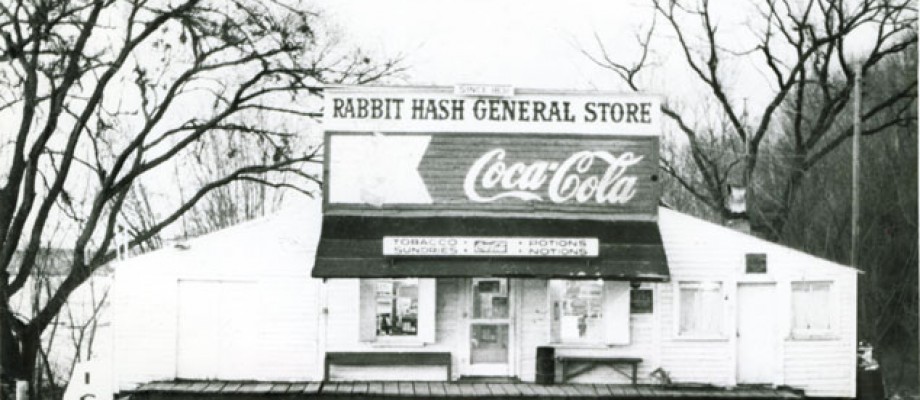 SINCE 1831
RABBIT HASH GENERAL STORE
Coca-Cola
TOBACCO • POTIONS
SUNDRIES • NOTIONS